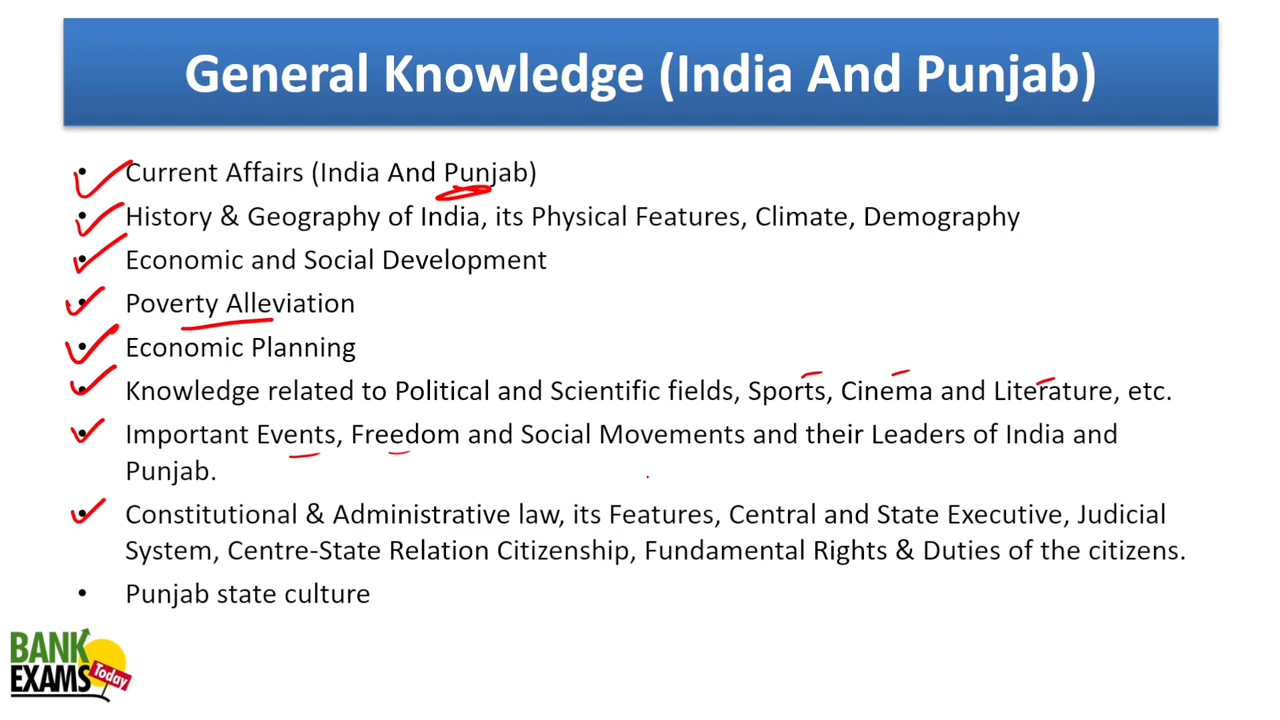 General Knowledge (India And Punjab)
• Current Affairs (India And Punjab)
• History & Geography of India, its Physical Features, Climate, Demography
• Economic and Social Development
• Poverty Alleviation
• Economic Planning
• Knowledge related to Political and Scientific fields, Sports, Cinema and Literature, etc.
• Important Events, Freedom and Social Movements and their Leaders of India and
Punjab.
• Constitutional & Administrative law, its Features, Central and State Executive, Judicial
System, Centre-State Relation Citizenship, Fundamental Rights & Duties of the citizens.
• Punjab state culture
BANK
EXAMS
Today